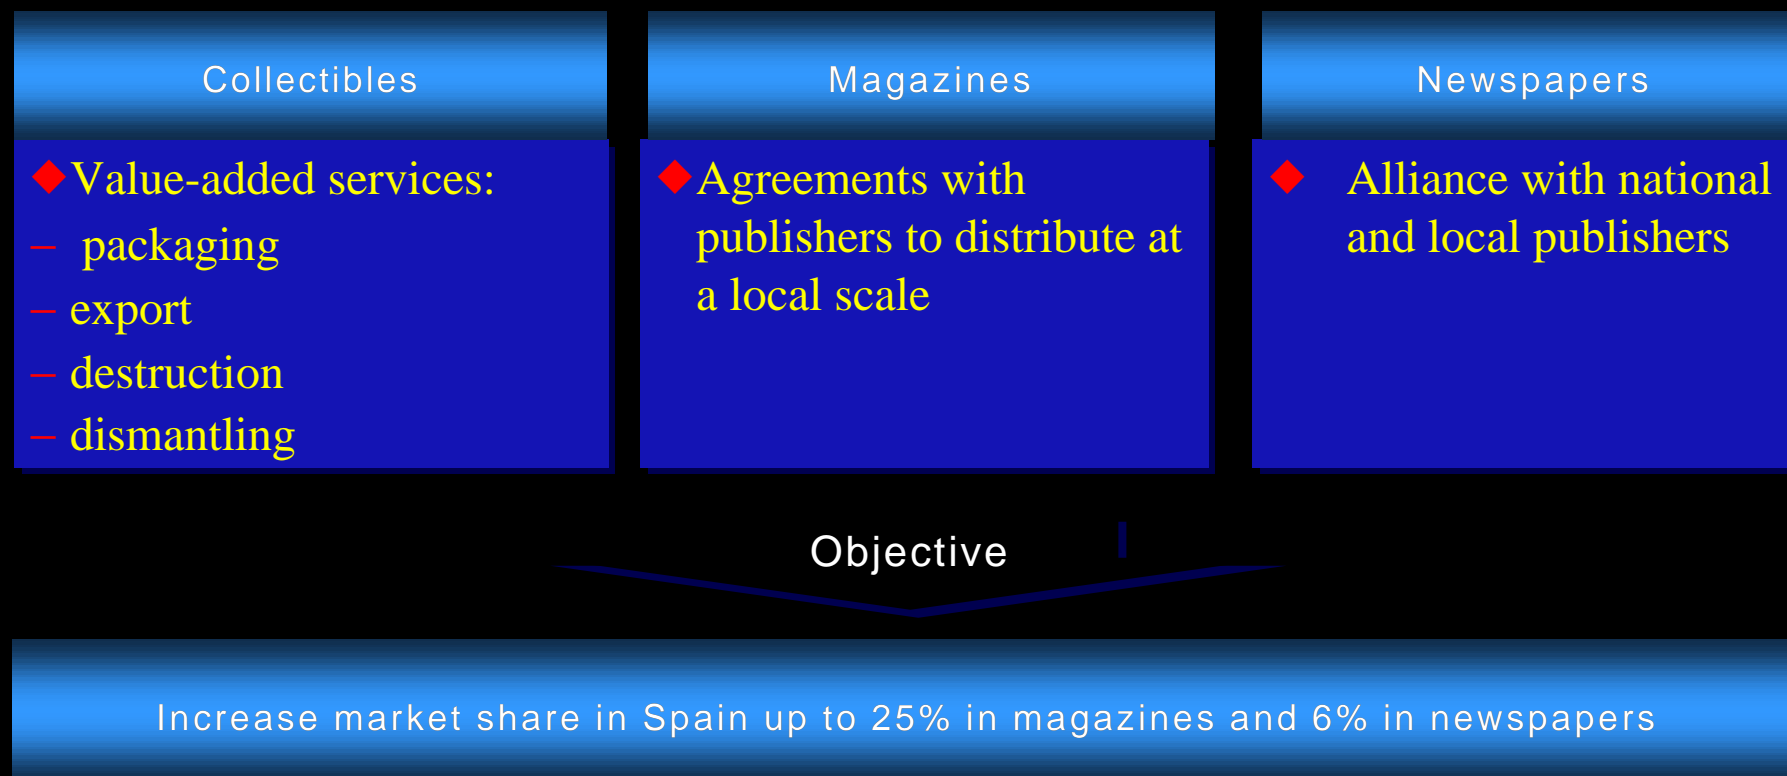 Collectibles
◆Value-added services:
– packaging
– export
– destruction
– dismantling
Magazines
◆Agreements with
publishers to distribute at
a local scale
Newspapers
◆ Alliance with national
and local publishers
Objective
Increase market share in Spain up to 25% in magazines and 6% in newspapers